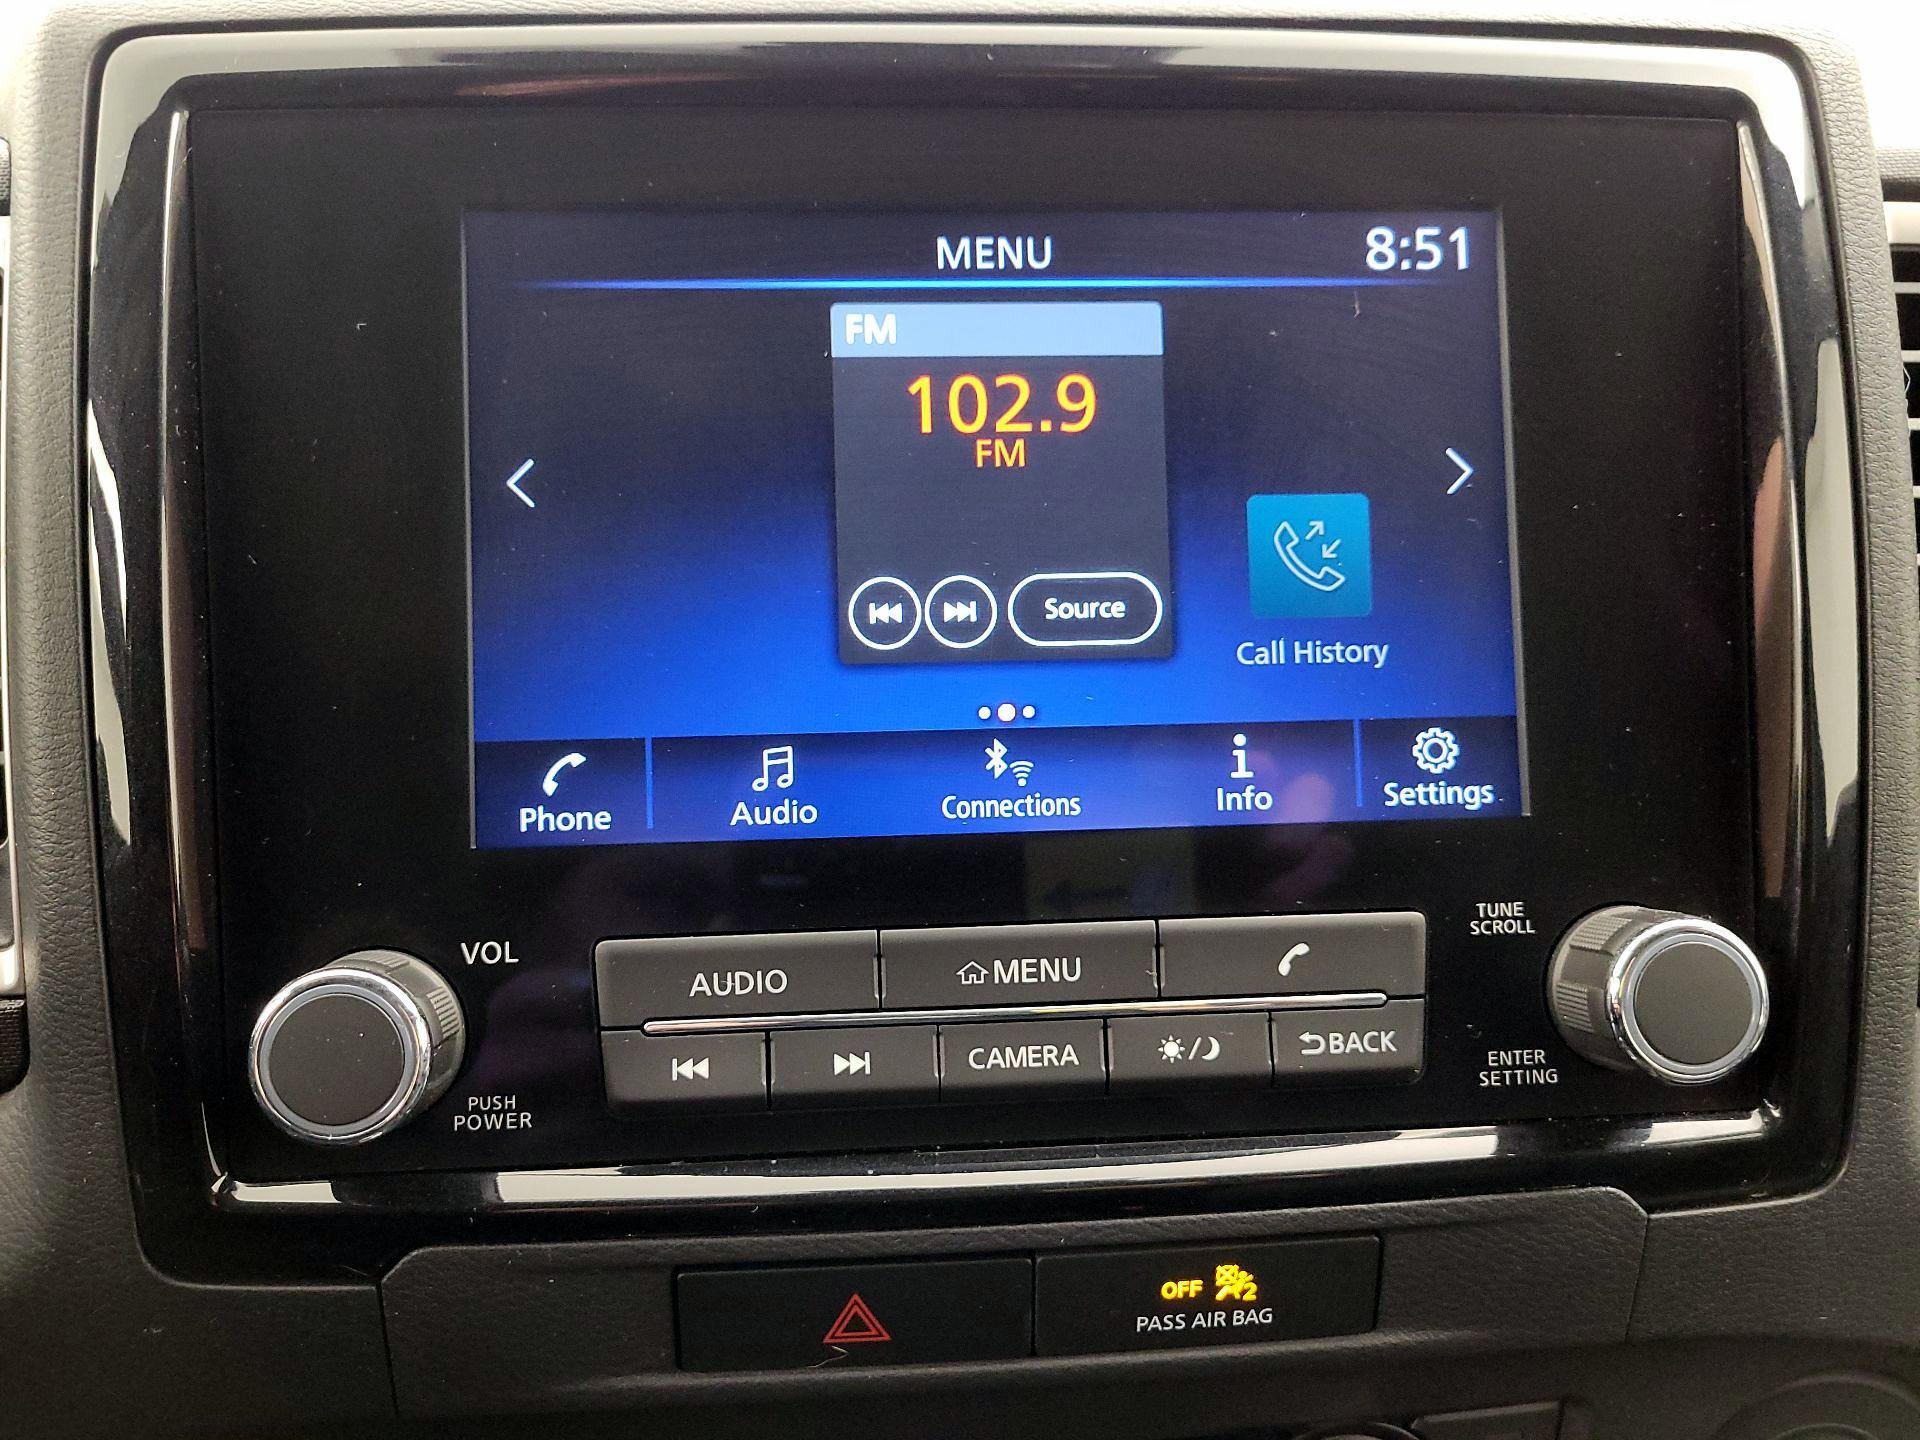 MENU
8:51
FM
102.9
FM
Source
Call History
Phone
Audio
Connections
Info
Settings
VOL
TUNE
SCROLL
AUDIO
MENU
CAMERA
BACK
PUSH
POWER
ENTER
SETTING
OFF 2
PASS AIR BAG